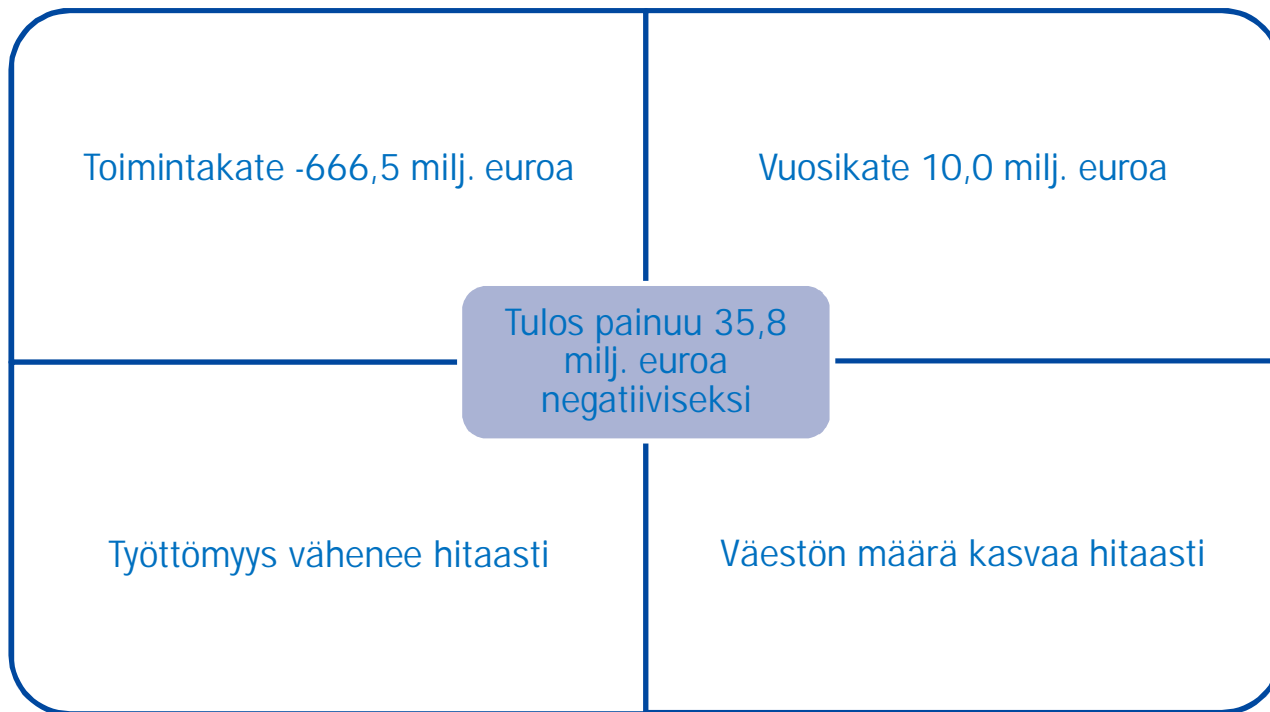 Toimintakate -666,5 milj. euroa
Vuosikate 10,0 milj. euroa
Tulos painuu 35,8
milj. euroa
negatiiviseksi
Työttömyys vähenee hitaasti
Väestön määrä kasvaa hitaasti